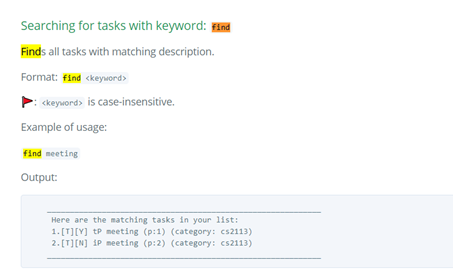 Searching for tasks with keyword: find
Finds all tasks with matching description.
Format: find <keyword>
: <keyword> is case-insensitive.
Example of usage:
find meeting
Output:
____________________________________________________________
Here are the matching tasks in your list:
1.[T][Y] tP meeting (p:1) (category: cs2113)
2.[T][N] iP meeting (p:2) (category: cs2113)
____________________________________________________________